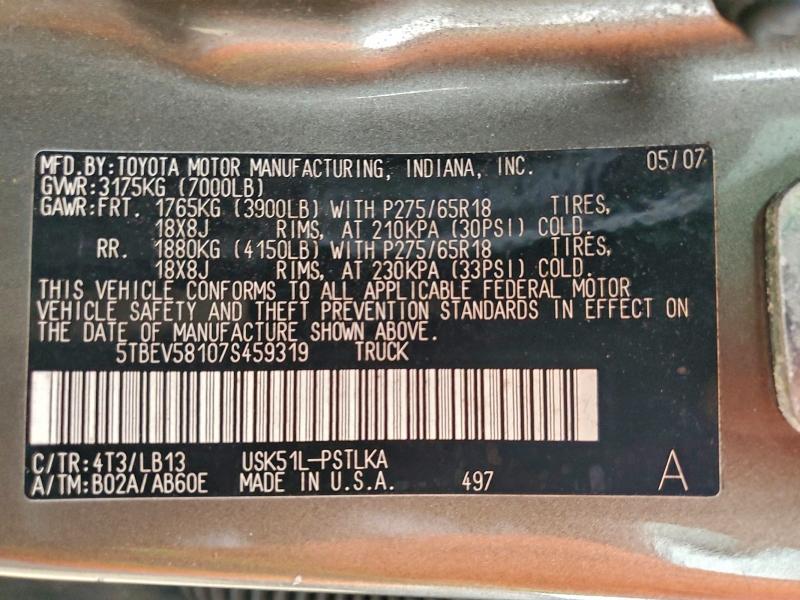 MFD.BY:TOYOTA MOTOR MANUFACTURING, INDIANA, INC. 05/07
GVWR:3175KG (7000LB)
GAWR:FRT. 1765KG (3900LB) WITH P275/65R18 TIRES,
18X8J RIMS, AT 210KPA (30PSI) COLD.
RR. 1880KG (4150LB) WITH P275/65R18 TIRES,
18X8J RIMS, AT 230KPA (33PSI) COLD.
THIS VEHICLE CONFORMS TO ALL APPLICABLE FEDERAL MOTOR
VEHICLE SAFETY AND THEFT PREVENTION STANDARDS IN EFFECT ON
THE DATE OF MANUFACTURE SHOWN ABOVE.
5TBEV58107S459319 TRUCK
C/TR:4T3/LB13 USK51L-PSTLKA
A/TM:B02A/AB60E MADE IN U.S.A. 497 A